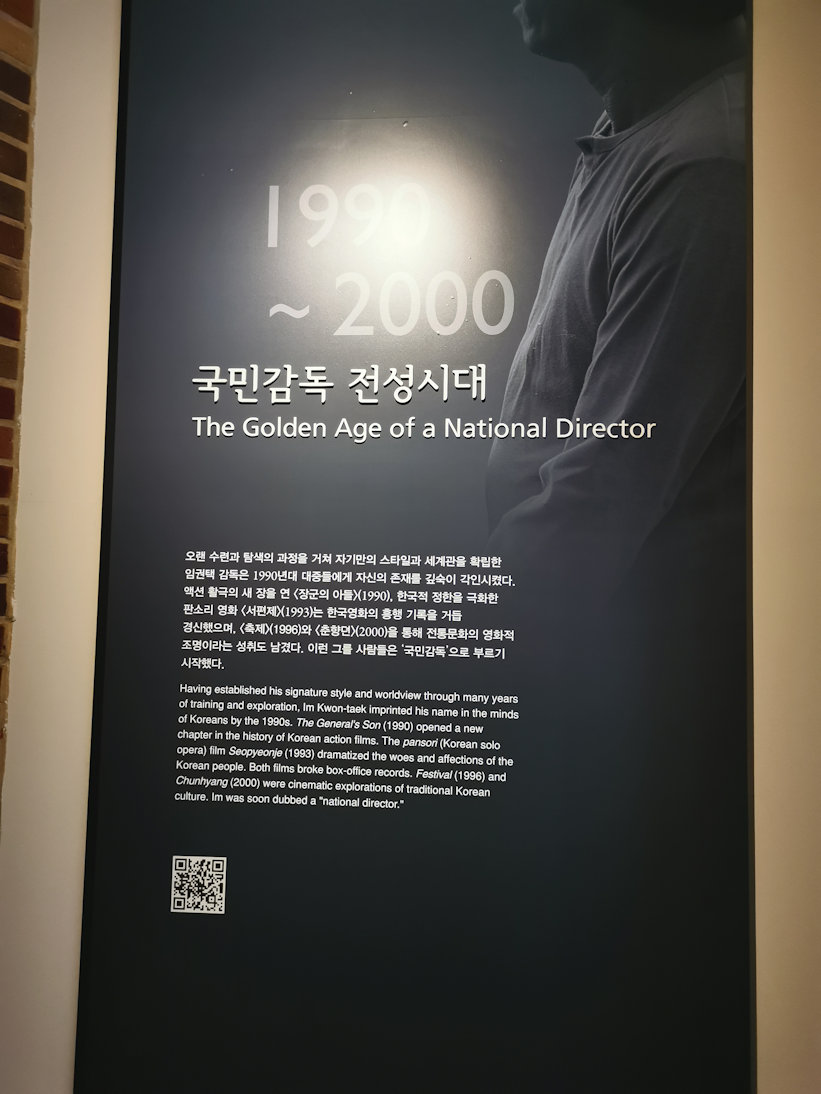 1990
~ 2000
국민감독 전성시대
The Golden Age of a National Director
오랜 수련과 탐색의 과정을 거쳐 자기만의 스타일과 세계관을 확립한
임권택 감독은 1990년대 대중들에게 자신의 존재를 깊숙이 각인시켰다.
액션 활극의 새 장을 연 〈장군의 아들〉(1990), 한국적 정한을 극화한
판소리 영화 〈서편제〉(1993)는 한국영화의 흥행 기록을 거듭
경신했으며, 〈축제〉(1996)와 〈춘향뎐〉(2000)을 통해 전통문화의 영화적
조명이라는 성취도 남겼다. 이런 그를 사람들은 '국민감독'으로 부르기
시작했다.
Having established his signature style and worldview through many years
of training and exploration, Im Kwon-taek imprinted his name in the minds
of Koreans by the 1990s. The General's Son (1990) opened a new
chapter in the history of Korean action films. The pansori (Korean solo
opera) film Seopyeonje (1993) dramatized the woes and affections of the
Korean people. Both films broke box-office records. Festival (1996) and
Chunhyang (2000) were cinematic explorations of traditional Korean
culture. Im was soon dubbed a "national director."